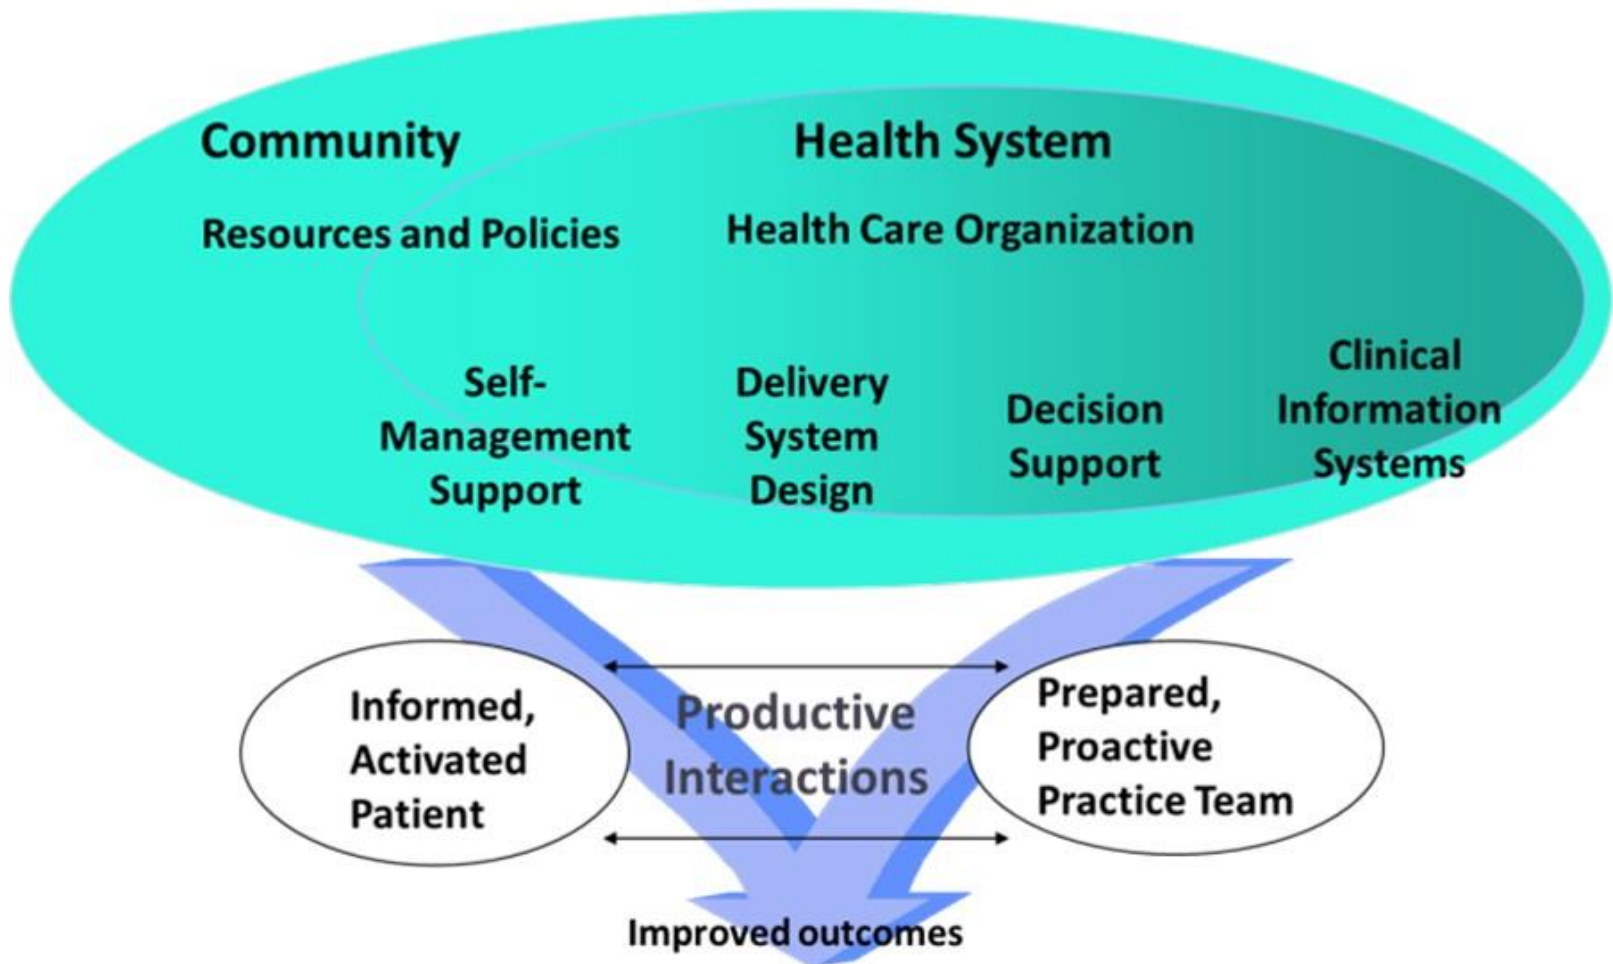 Community
Health System
Resources and Policies
Health Care Organization
Self-
Management
Support
Delivery
System
Design
Decision
Support
Clinical
Information
Systems
Informed,
Activated
Patient
Productive
Interactions
Prepared,
Proactive
Practice Team
Improved outcomes